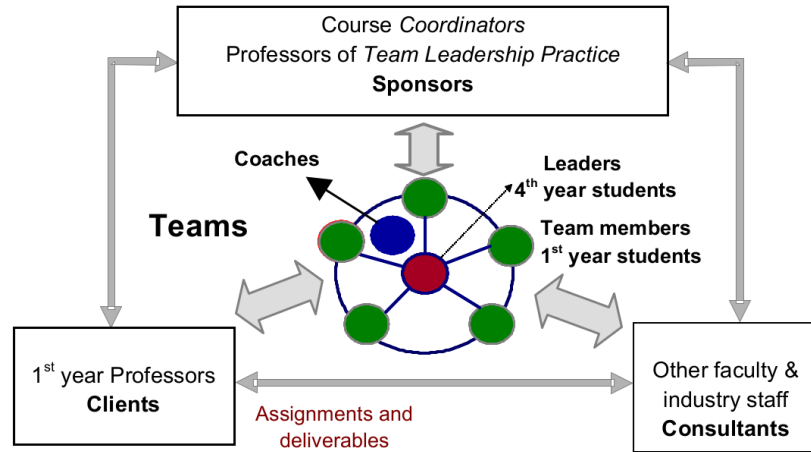 Course Coordinators
Professors of Team Leadership Practice
Sponsors
Coaches
Leaders
4th year students
Teams
Team members
1st year students
1st year Professors
Clients
Assignments and
deliverables
Other faculty &
industry staff
Consultants